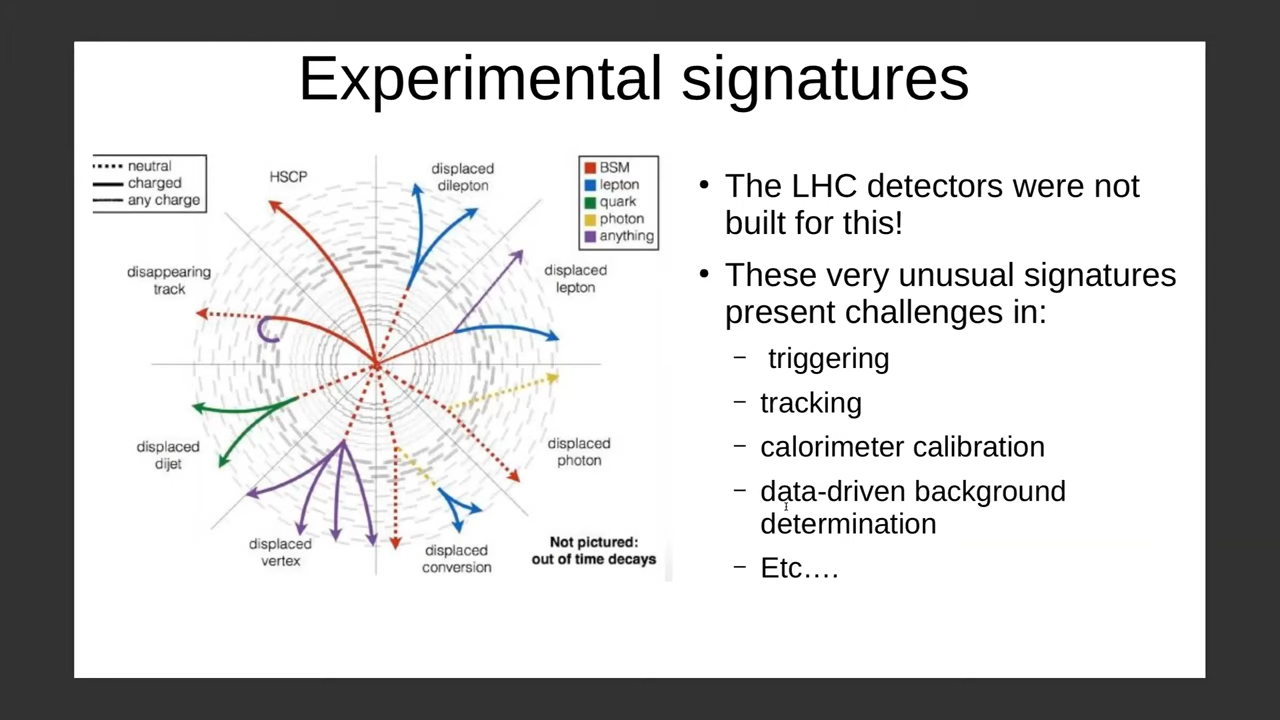 Experimental signatures
neutral
charged
any charge
HSCP
displaced
dilepton
BSM
lepton
quark
photon
anything
disappearing
track
displaced
lepton
displaced
dijet
displaced
photon
displaced
vertex
displaced
conversion
Not pictured:
out of time decays
• The LHC detectors were not
built for this!
• These very unusual signatures
present challenges in:
– triggering
– tracking
– calorimeter calibration
– data-driven background
determination
– Etc….